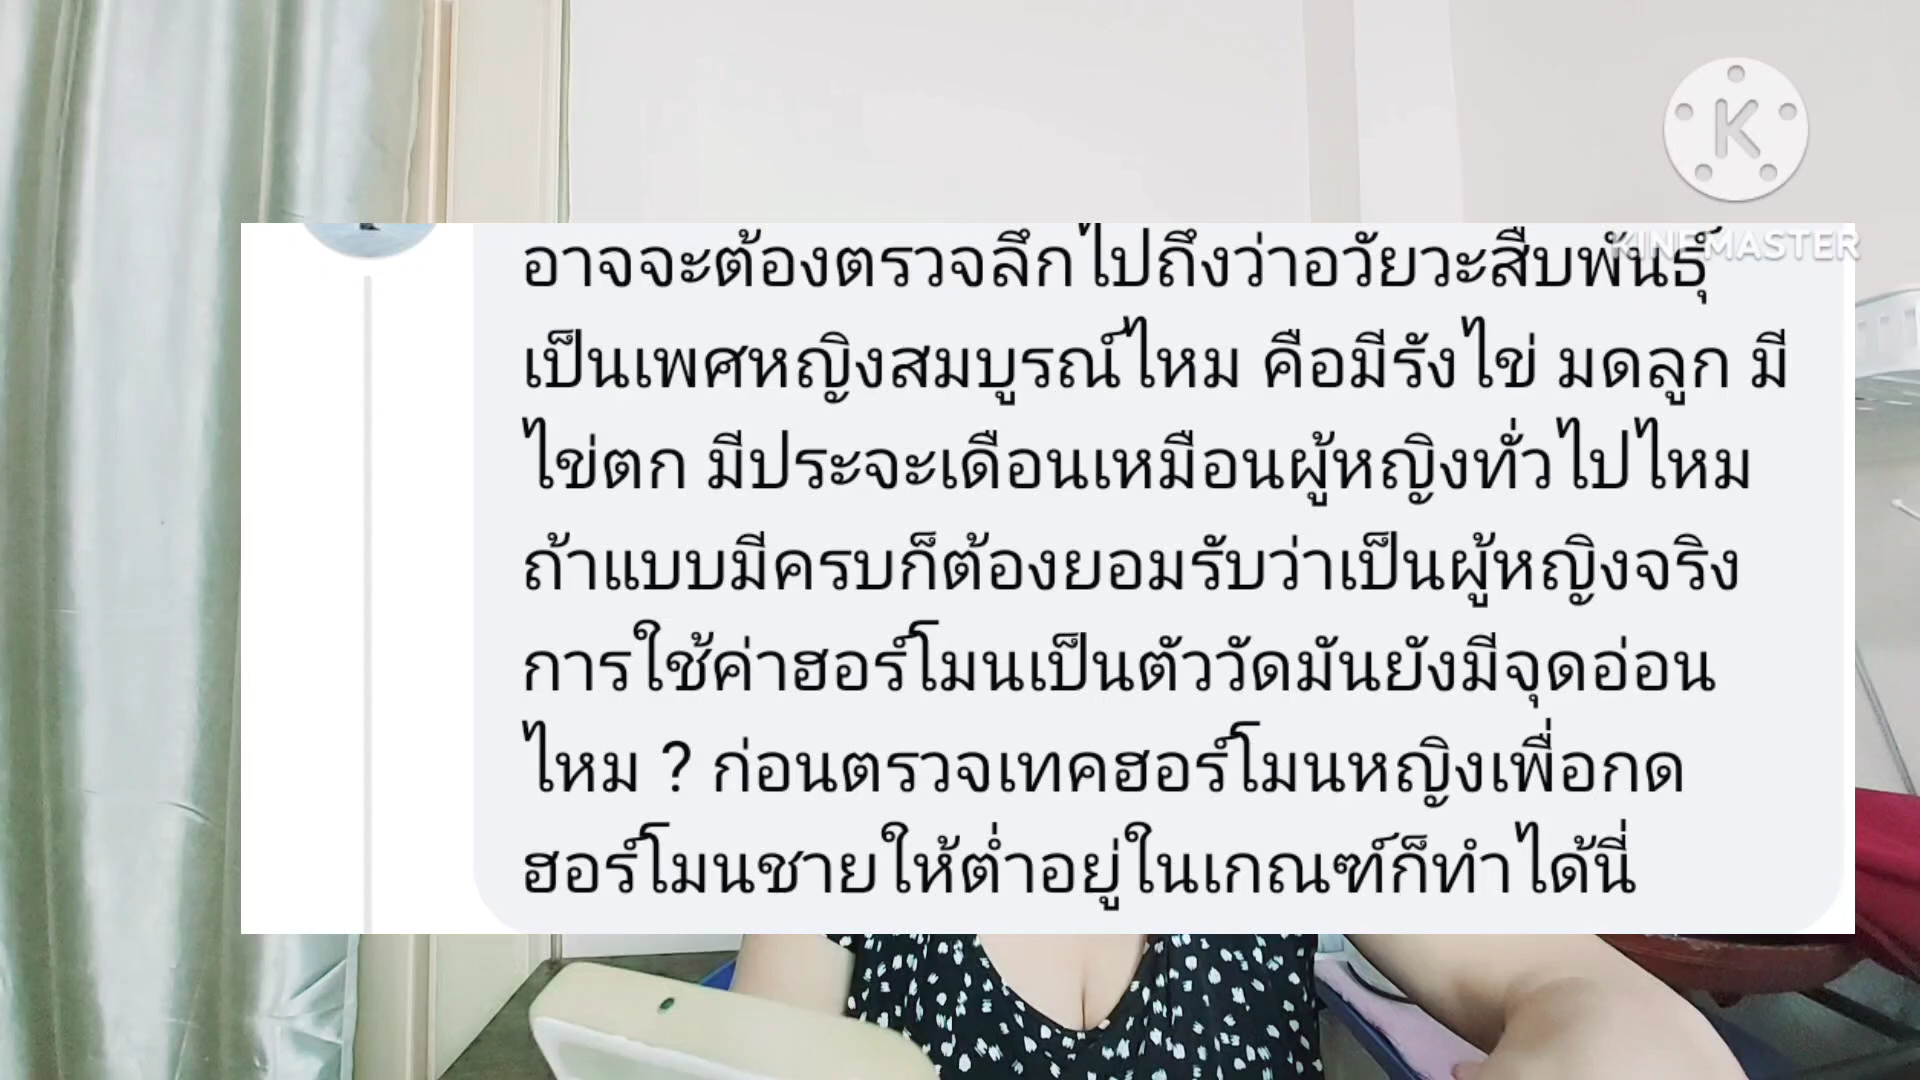 K
KINEMASTER
อาจจะต้องตรวจลึกไปถึงว่าอวัยวะสืบพันธุ์
เป็นเพศหญิงสมบูรณ์ไหม คือมีรังไข่ มดลูก มี
ไข่ตก มีประจะเดือนเหมือนผู้หญิงทั่วไปไหม
ถ้าแบบมีครบก็ต้องยอมรับว่าเป็นผู้หญิงจริง
การใช้ค่าฮอร์โมนเป็นตัววัดมันยังมีจุดอ่อน
ไหม ? ก่อนตรวจเทคฮอร์โมนหญิงเพื่อกด
ฮอร์โมนชายให้ต่ำอยู่ในเกณฑ์ก็ทำได้นี่